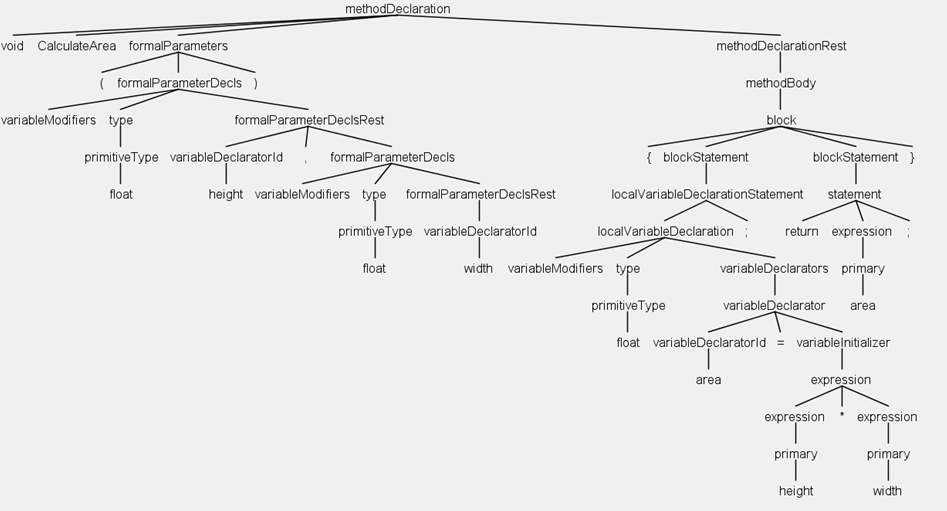 methodDeclaration
void CalculateArea formalParameters methodDeclarationRest
( formalParameterDecls ) methodBody
variableModifiers type formalParameterDeclsRest block
primitiveType variableDeclaratorId , formalParameterDecls { blockStatement blockStatement }
float height variableModifiers type formalParameterDeclsRest localVariableDeclarationStatement statement
primitiveType variableDeclaratorId localVariableDeclaration ; return expression ;
float width variableModifiers type variableDeclarators primary
primitiveType variableDeclarator area
float variableDeclaratorId = variableInitializer
area expression
expression * expression
primary primary
height width